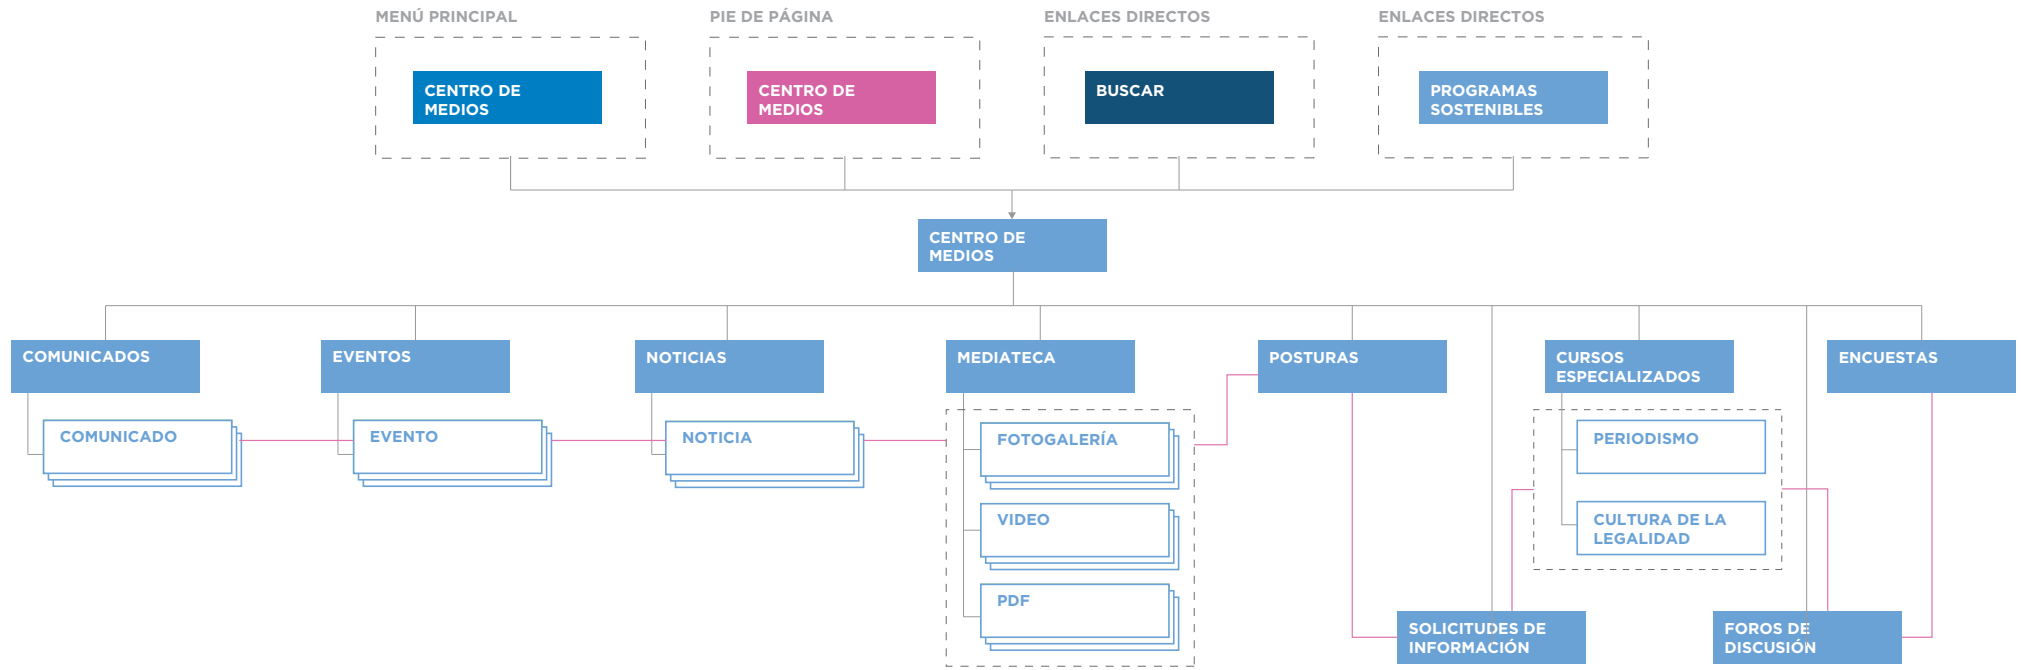 MENÚ PRINCIPAL
PIE DE PÁGINA
ENLACES DIRECTOS
ENLACES DIRECTOS
CENTRO DE
MEDIOS
CENTRO DE
MEDIOS
BUSCAR
PROGRAMAS
SOSTENIBLES
CENTRO DE
MEDIOS
COMUNICADOS
EVENTOS
NOTICIAS
MEDIATECA
POSTURAS
CURSOS
ESPECIALIZADOS
ENCUESTAS
COMUNICADO
EVENTO
NOTICIA
FOTOGALERÍA
VIDEO
PDF
PERIODISMO
CULTURA DE LA
LEGALIDAD
SOLICITUDES DE
INFORMACIÓN
FOROS DE
DISCUSIÓN